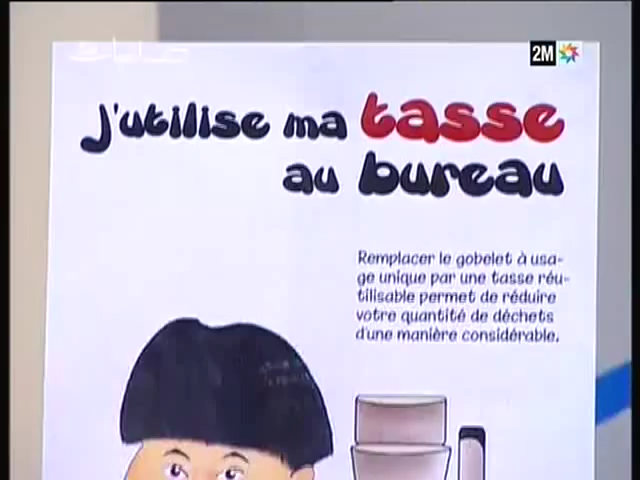 2M
j'utilise ma tasse
au bureau
Remplacer le gobelet à usa-
ge unique par une tasse réu-
tilisable permet de réduire
votre quantité de déchets
d'une manière considérable.